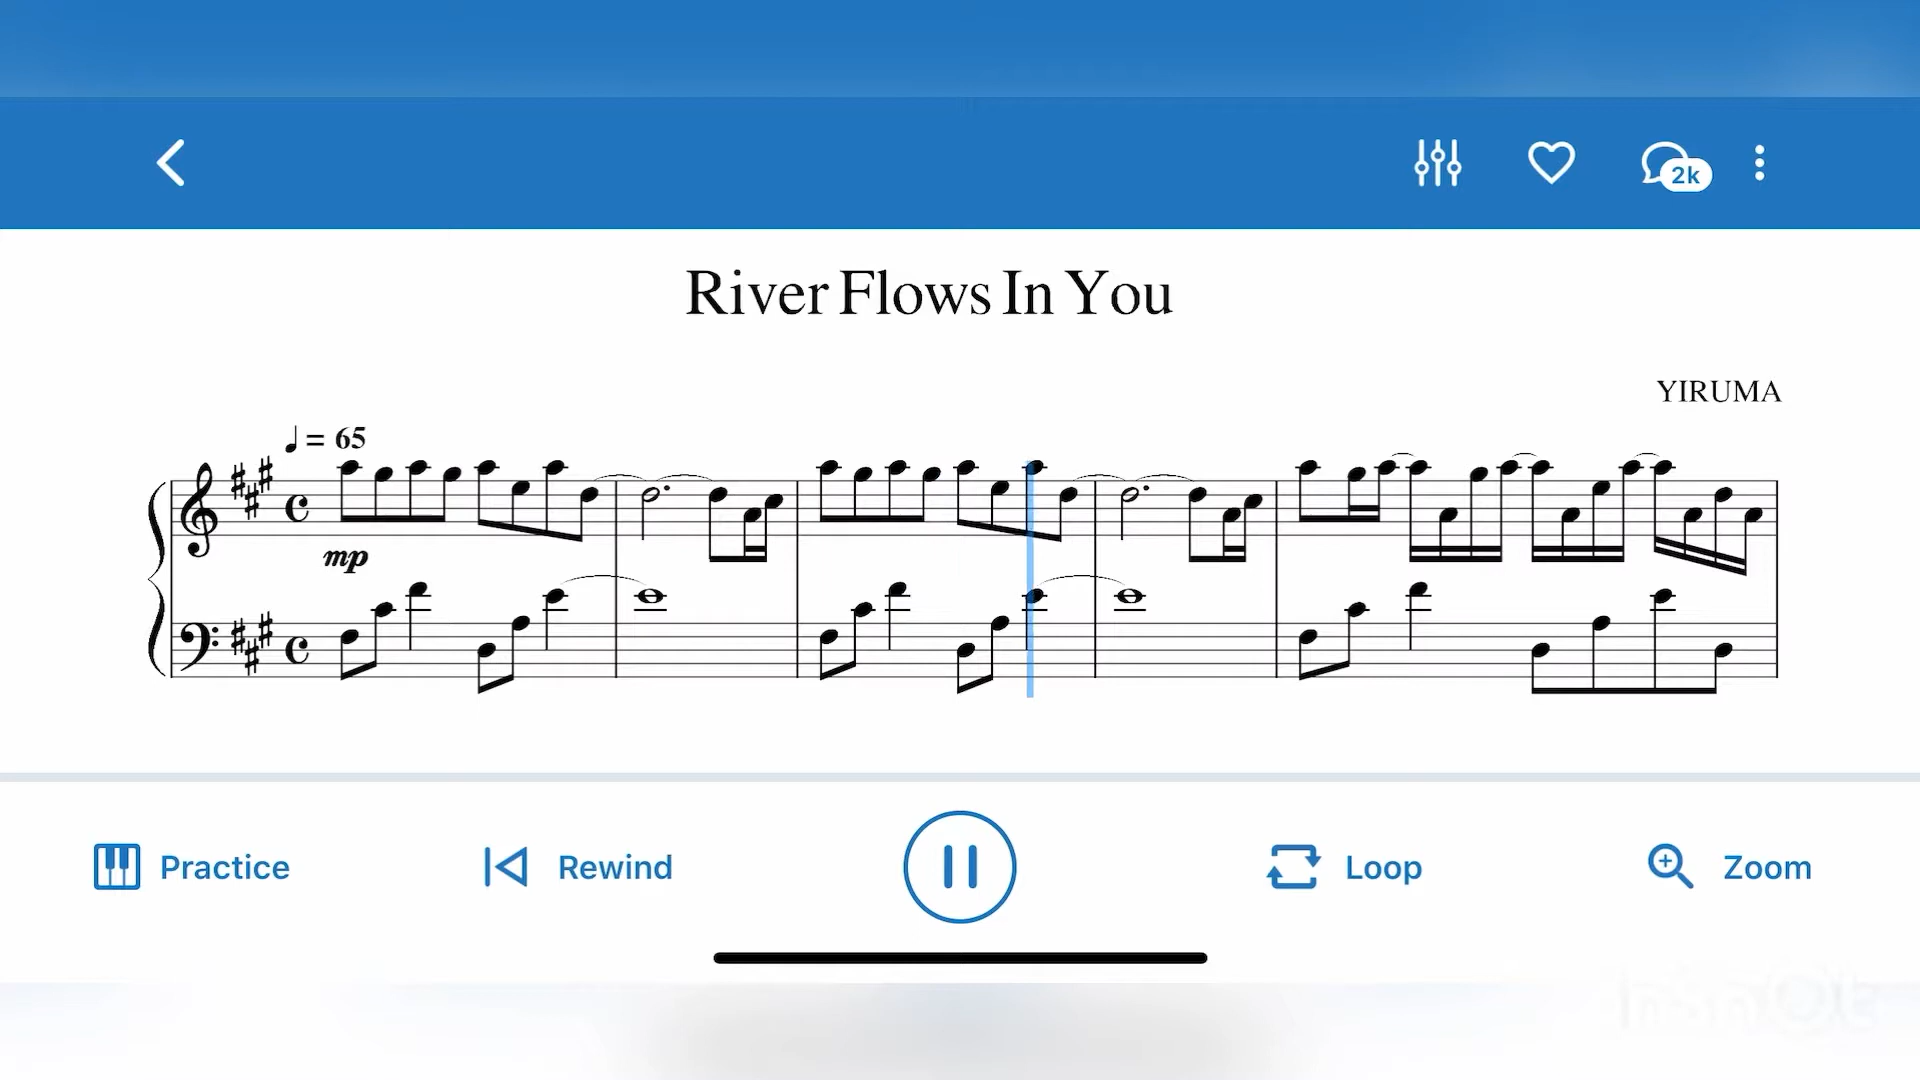 2k
River Flows In You
YIRUMA
♩= 65
mp
Practice
Rewind
Loop
Zoom